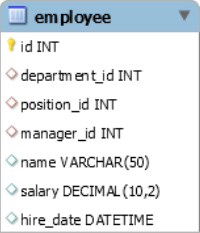 employee
id INT
department_id INT
position_id INT
manager_id INT
name VARCHAR(50)
salary DECIMAL(10,2)
hire_date DATETIME